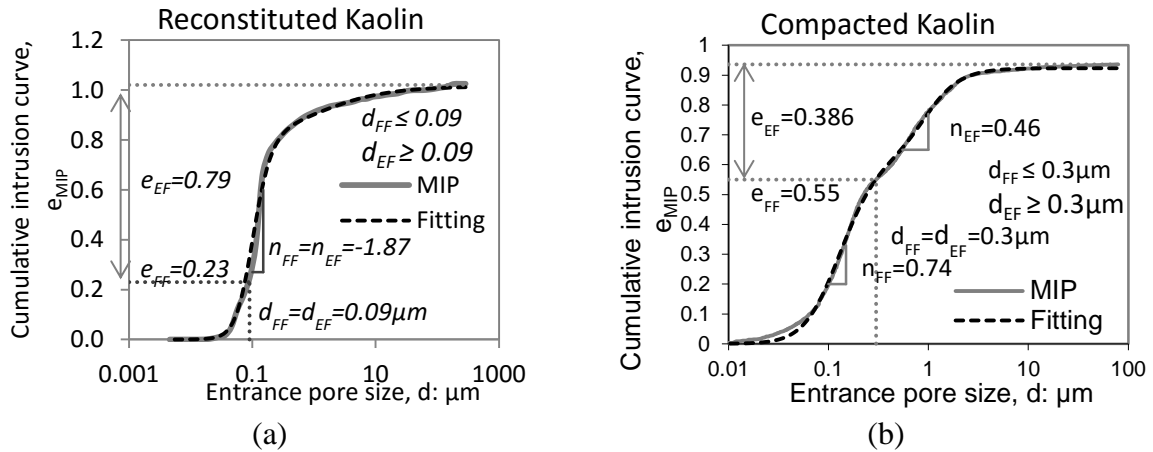 Reconstituted Kaolin
Cumulative intrusion curve,
e_MIP
1.2
1.0
0.8
0.6
0.4
0.2
0.0
d_FF ≤ 0.09
d_EF ≥ 0.09
e_EF=0.79
MIP
Fitting
n_FF=n_EF=-1.87
e_FF=0.23
d_FF=d_EF=0.09μm
0.001
0.1
10
1000
Entrance pore size, d: μm
(a)
Compacted Kaolin
Cumulative intrusion curve,
e_MIP
1
0.9
0.8
0.7
0.6
0.5
0.4
0.3
0.2
0.1
0
e_EF=0.386
n_EF=0.46
e_FF=0.55
d_FF ≤ 0.3μm
d_EF ≥ 0.3μm
d_FF=d_EF=0.3μm
n_FF=0.74
MIP
Fitting
0.01
0.1
1
10
100
Entrance pore size, d: μm
(b)